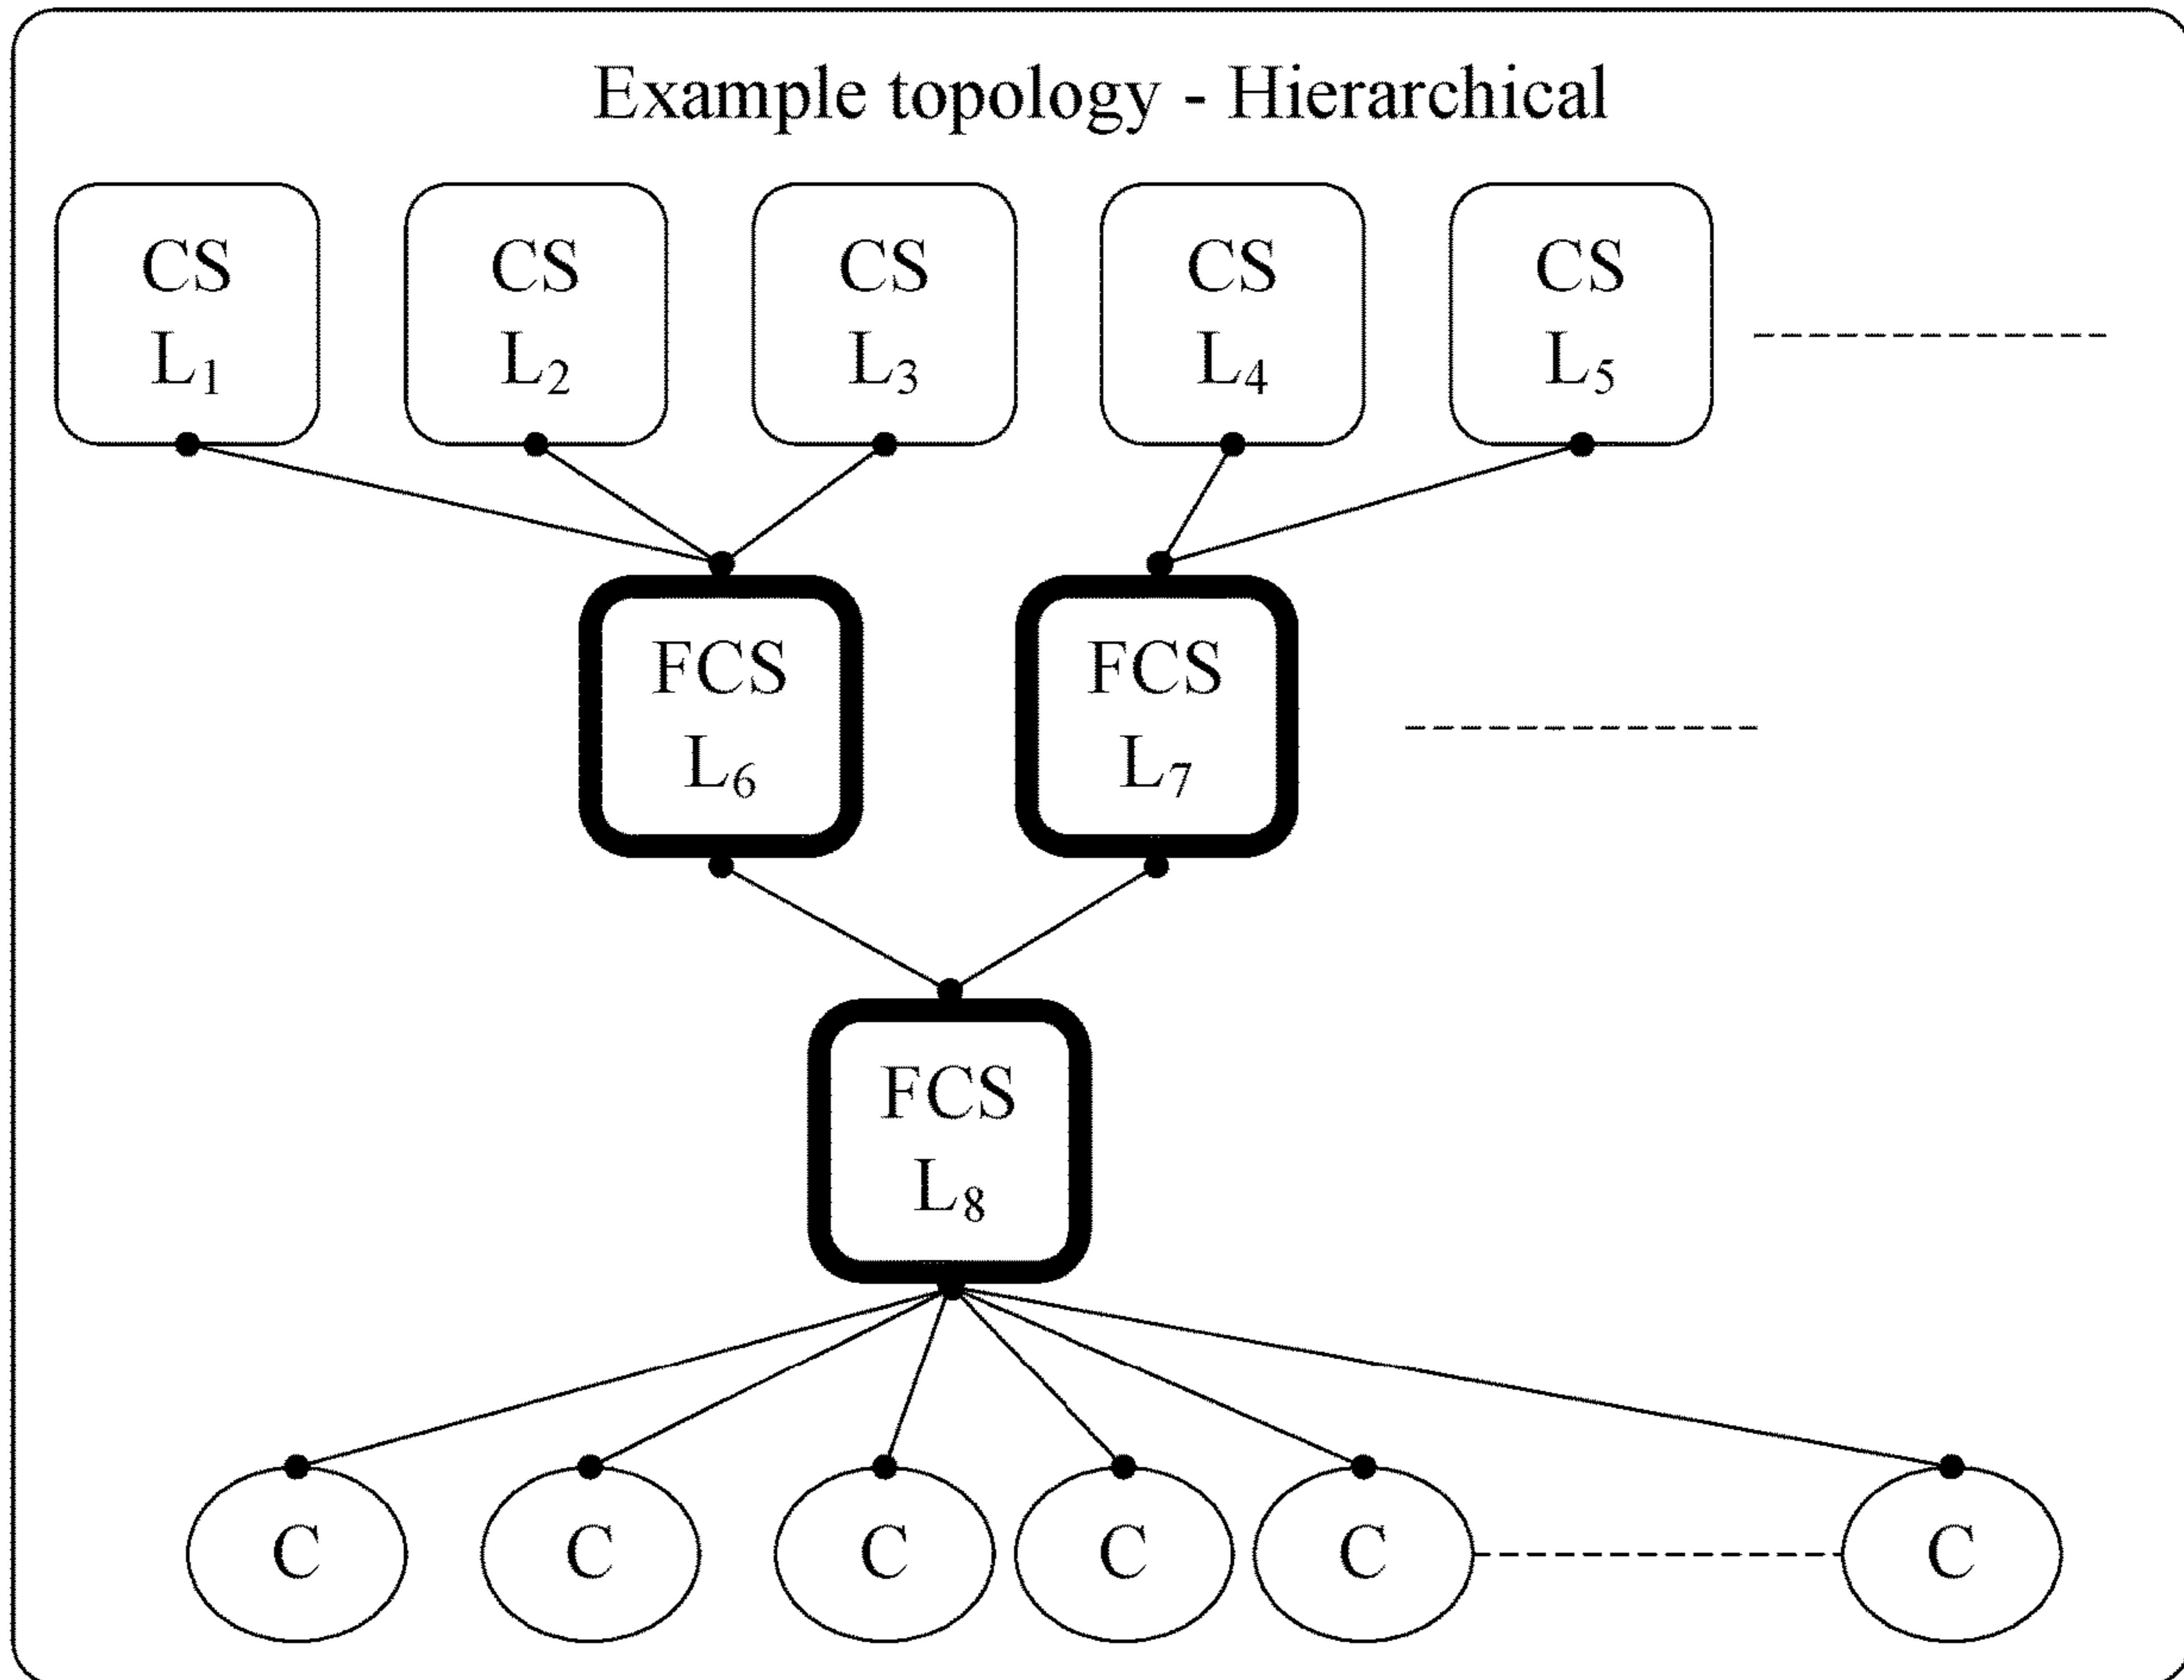 Example topology - Hierarchical
CS
L₁
CS
L₂
CS
L₃
CS
L₄
CS
L₅
FCS
L₆
FCS
L₇
FCS
L₈
C
C
C
C
C
C